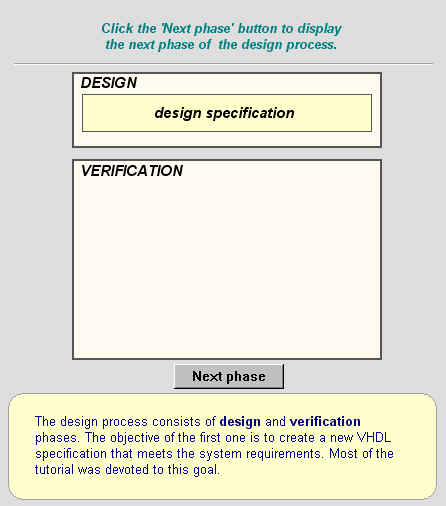 Click the 'Next phase' button to display
the next phase of the design process.
DESIGN
design specification
VERIFICATION
Next phase
The design process consists of design and verification
phases. The objective of the first one is to create a new VHDL
specification that meets the system requirements. Most of the
tutorial was devoted to this goal.